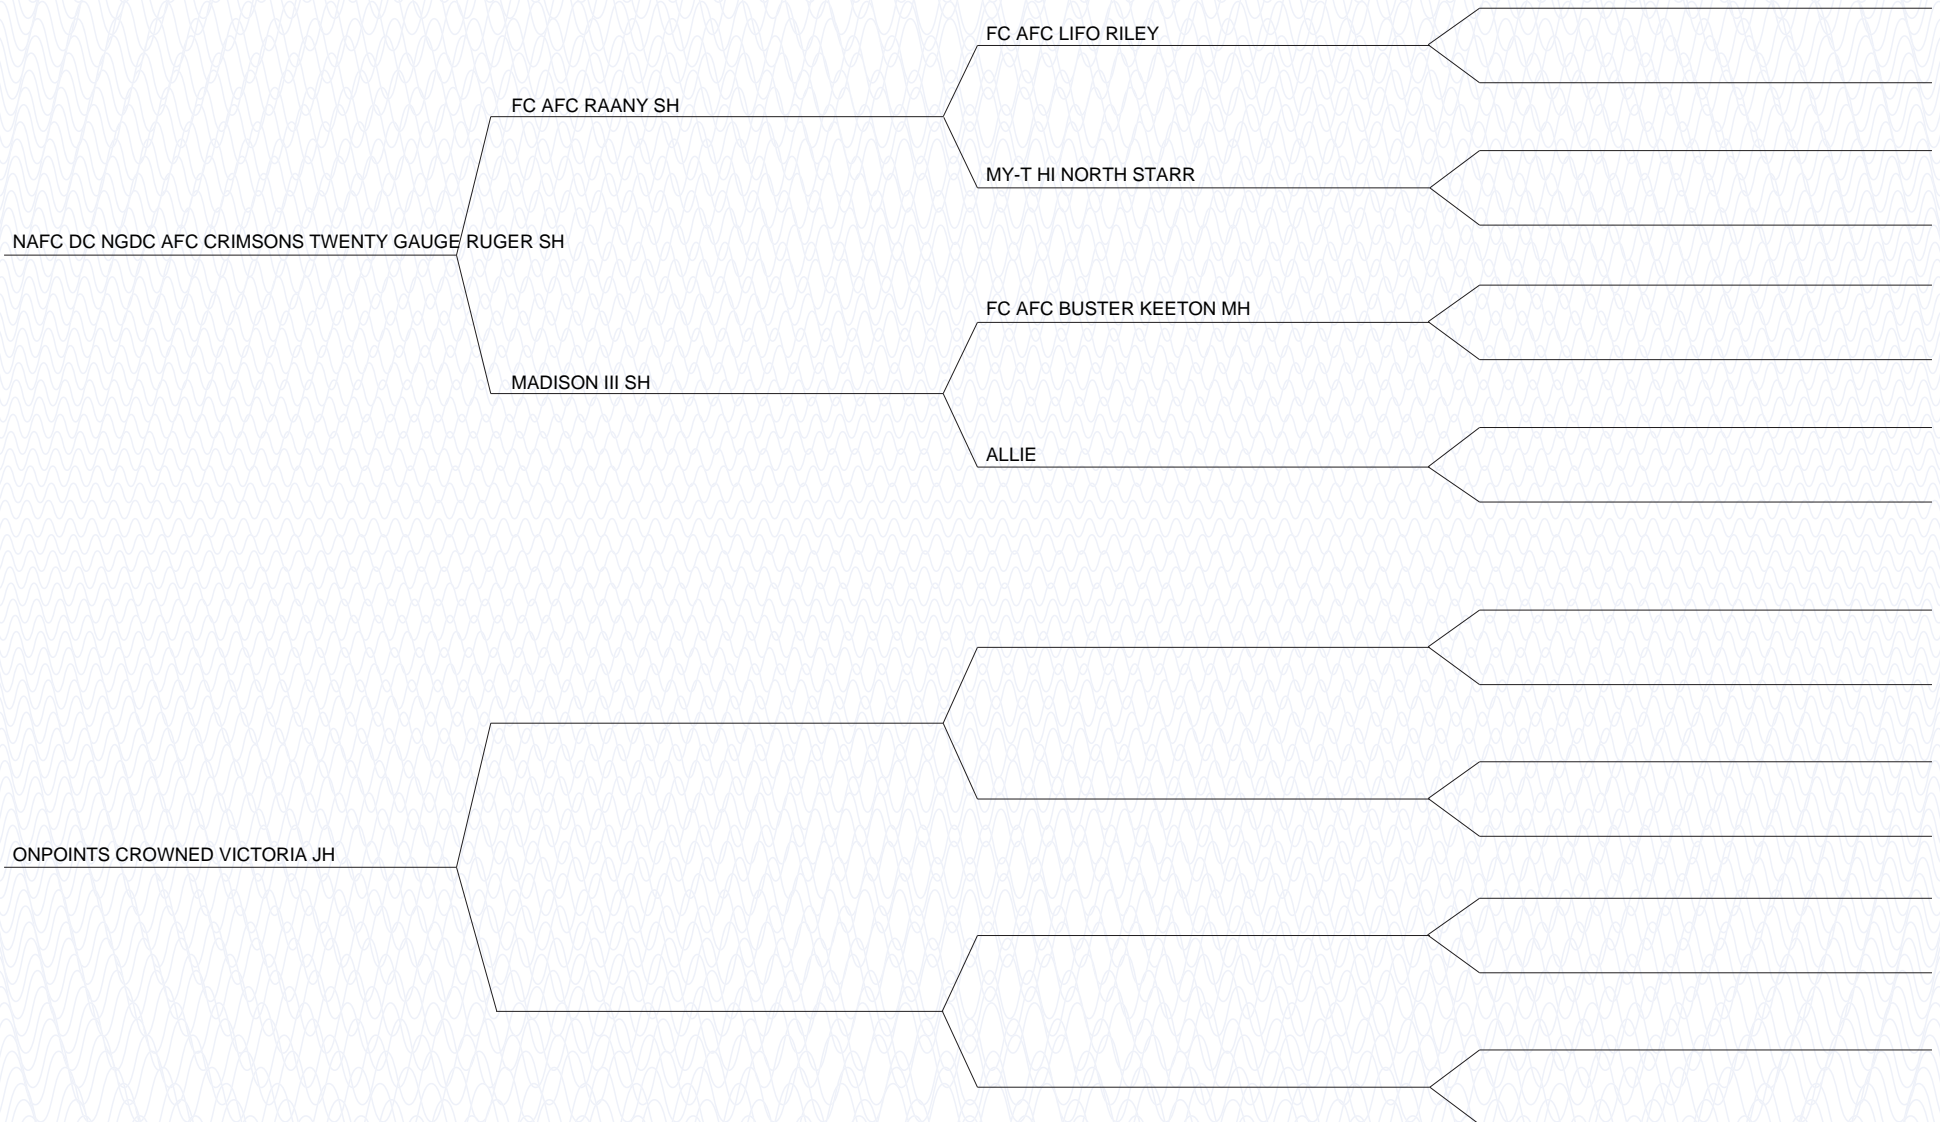 FC AFC LIFO RILEY
FC AFC RAANY SH
MY-T HI NORTH STARR
NAFC DC NGDC AFC CRIMSONS TWENTY GAUGE RUGER SH
FC AFC BUSTER KEETON MH
MADISON III SH
ALLIE
ONPOINTS CROWNED VICTORIA JH